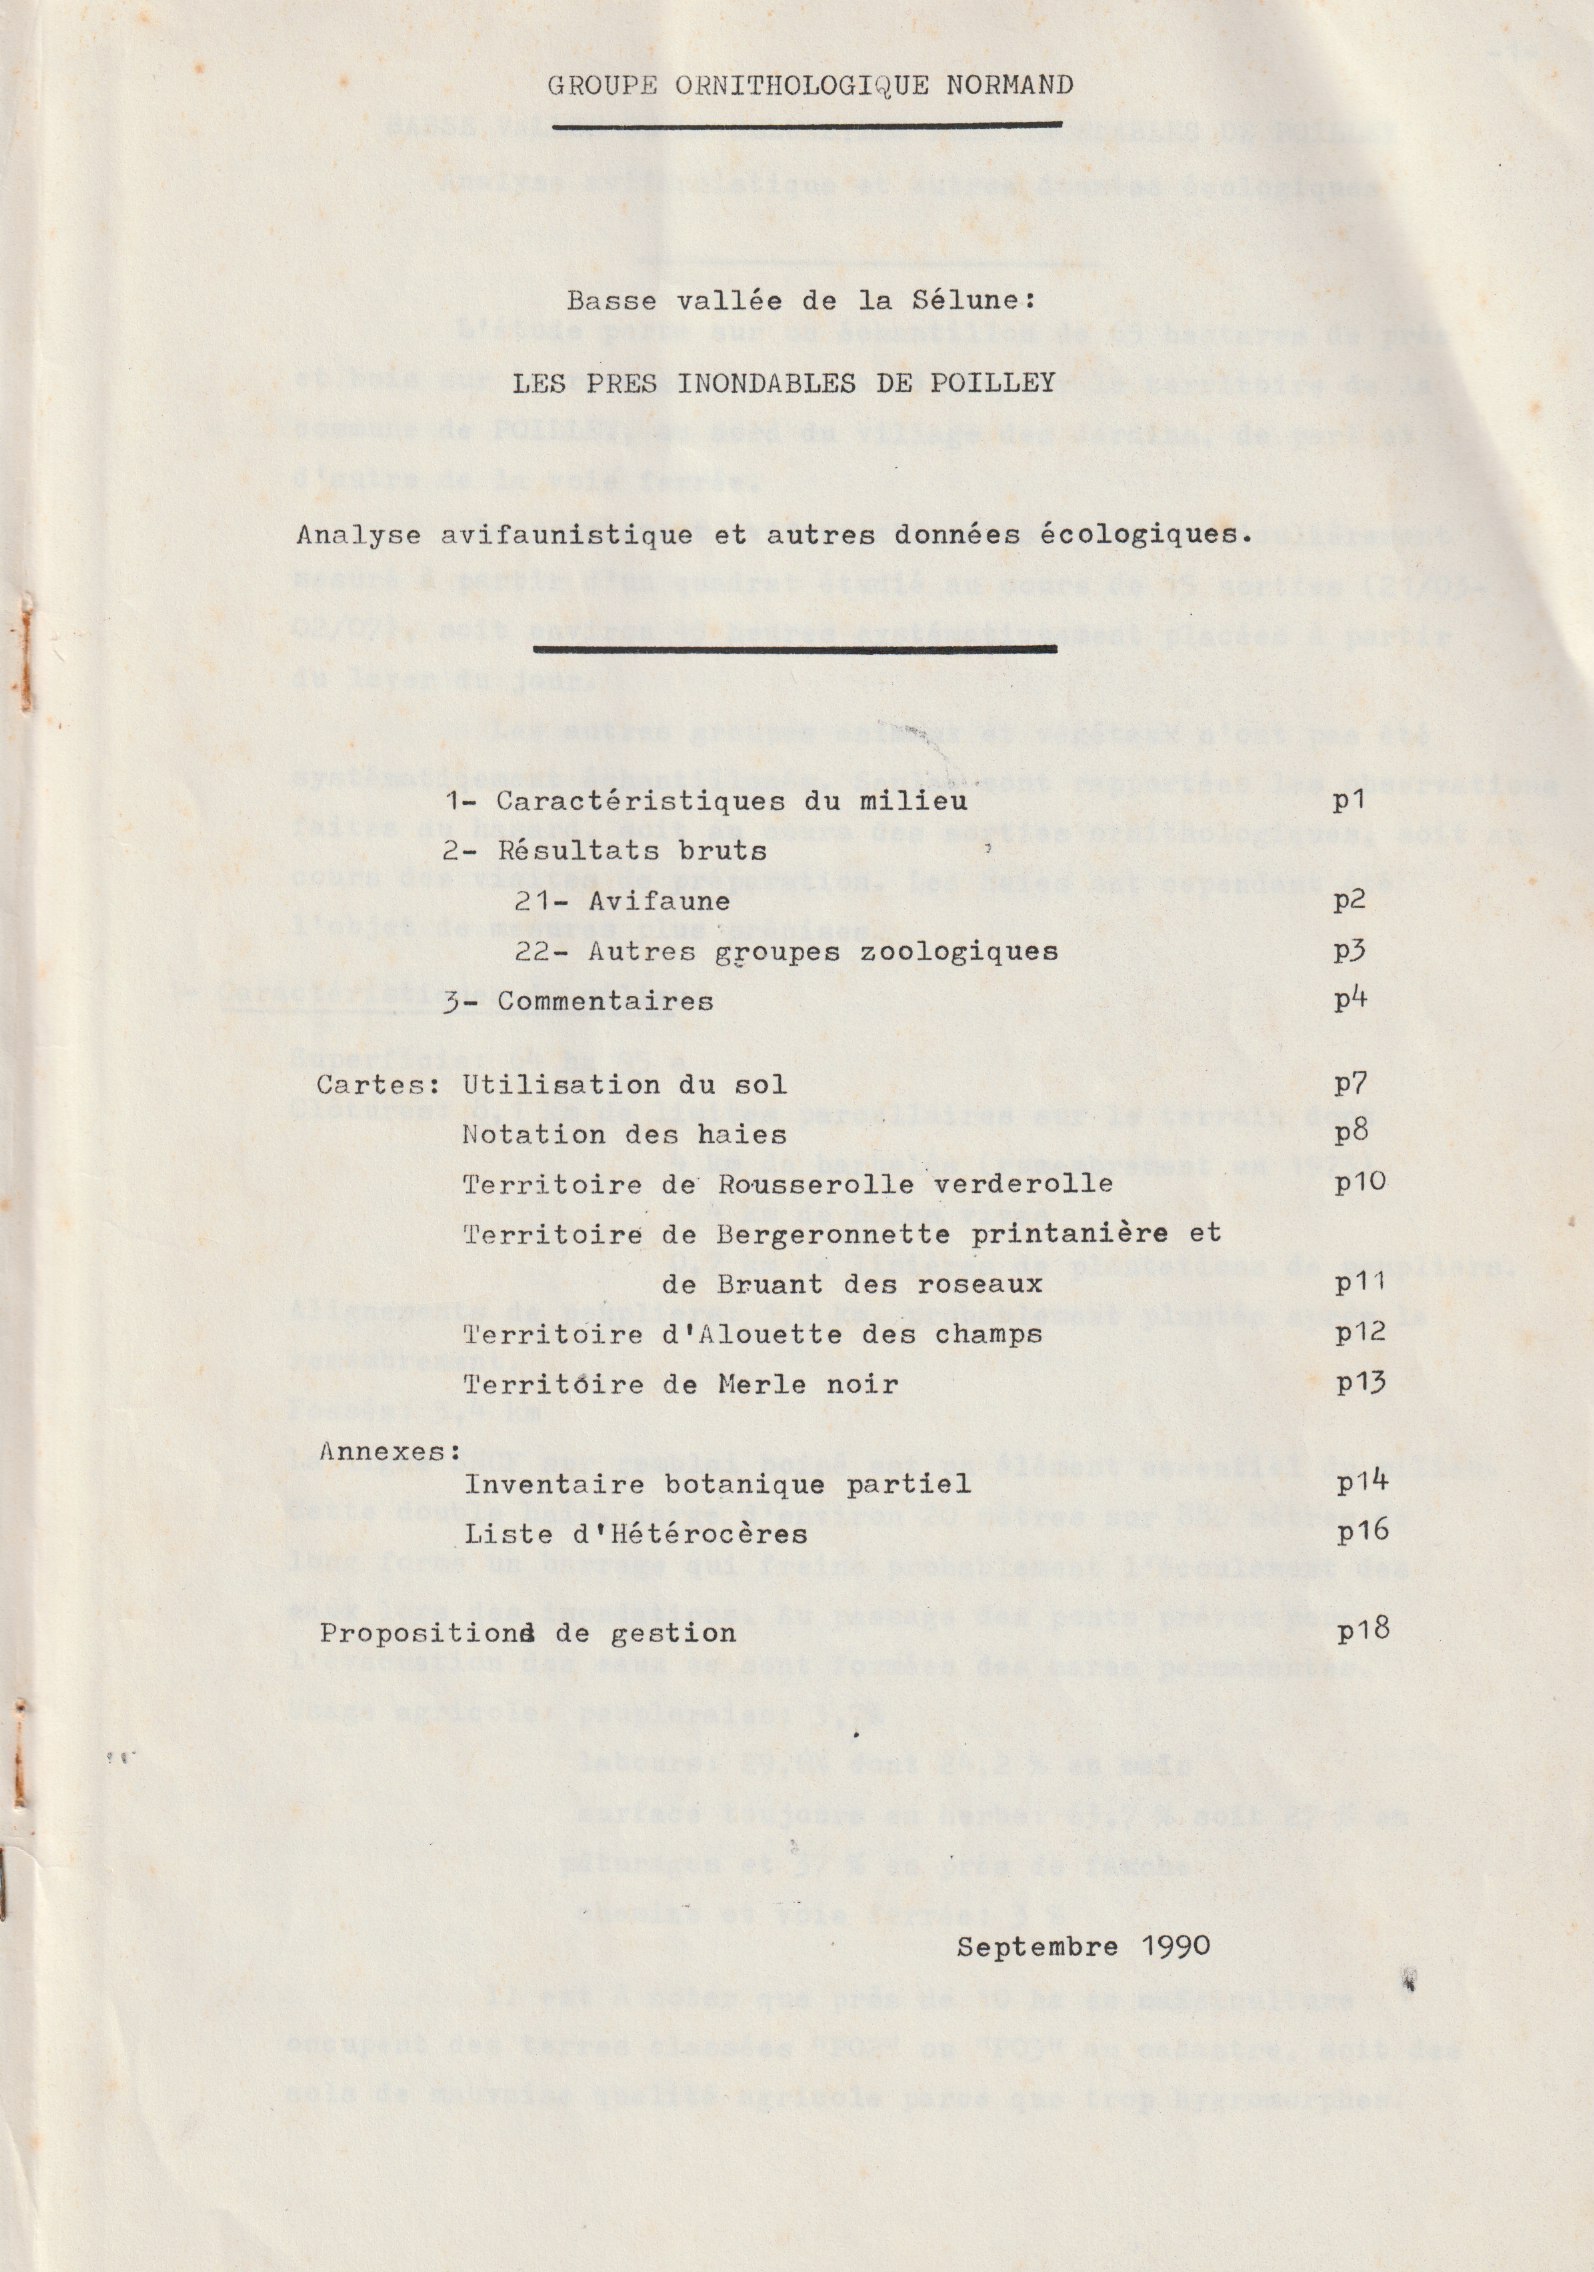 GROUPE ORNITHOLOGIQUE NORMAND
Basse vallée de la Sélune:
LES PRES INONDABLES DE POILLEY
Analyse avifaunistique et autres données écologiques.
1- Caractéristiques du milieu p1
2- Résultats bruts
21- Avifaune p2
22- Autres groupes zoologiques p3
3- Commentaires p4
Cartes: Utilisation du sol p7
Notation des haies p8
Territoire de Rousserolle verderolle p10
Territoire de Bergeronnette printanière et
de Bruant des roseaux p11
Territoire d'Alouette des champs p12
Territoire de Merle noir p13
Annexes:
Inventaire botanique partiel p14
Liste d'Hétérocères p16
Propositions de gestion p18
Septembre 1990